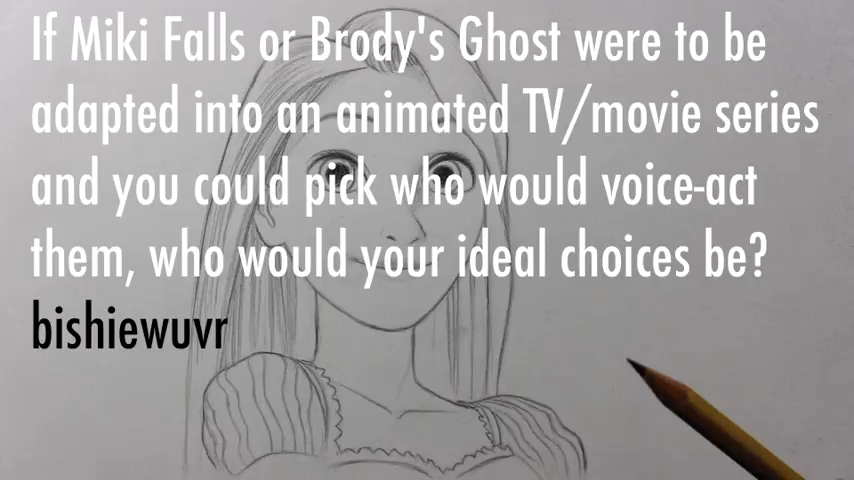 If Miki Falls or Brody's Ghost were to be
adapted into an animated TV/movie series
and you could pick who would voice-act
them, who would your ideal choices be?
bishiewuvr